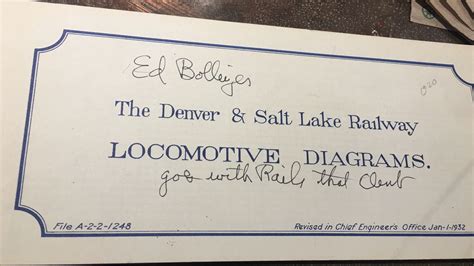 Ed Bollinger
The Denver & Salt Lake Railway
LOCOMOTIVE DIAGRAMS.
goes with Rails that Climb
File A-2-2-1248
Revised in Chief Engineer's Office Jan-1-1932